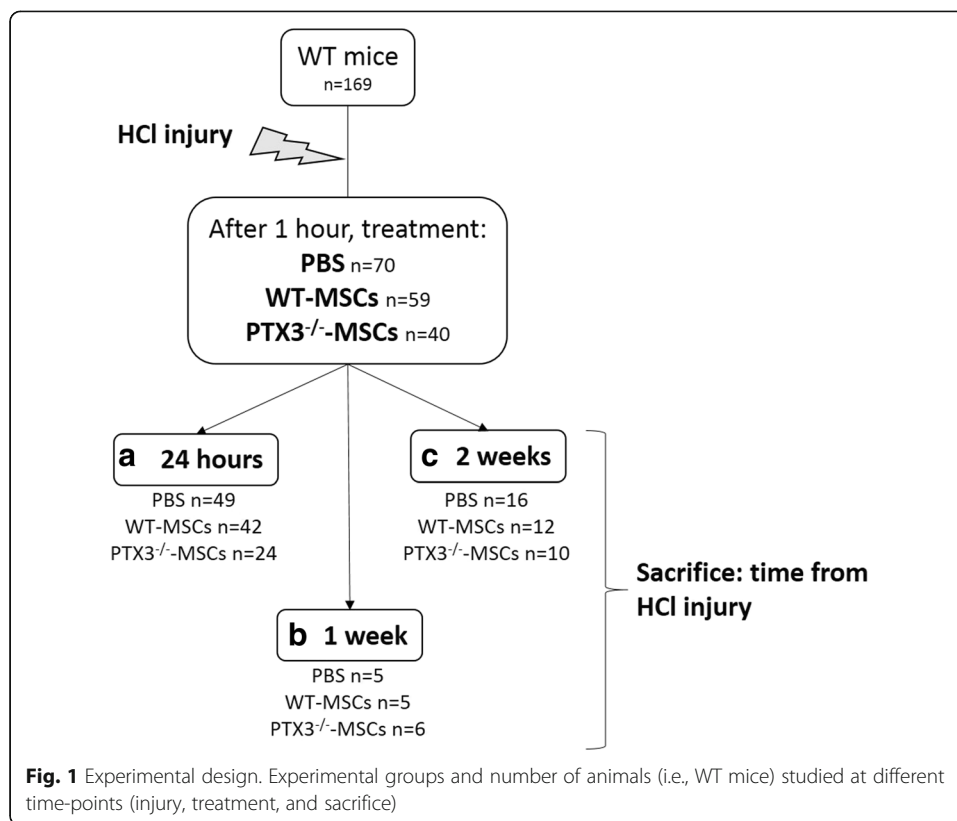 WT mice
n=169
HCl injury
After 1 hour, treatment:
PBS n=70
WT-MSCs n=59
PTX3-/--MSCs n=40
a 24 hours
PBS n=49
WT-MSCs n=42
PTX3-/--MSCs n=24
c 2 weeks
PBS n=16
WT-MSCs n=12
PTX3-/--MSCs n=10
b 1 week
PBS n=5
WT-MSCs n=5
PTX3-/--MSCs n=6
Sacrifice: time from
HCl injury
Fig. 1 Experimental design. Experimental groups and number of animals (i.e., WT mice) studied at different
time-points (injury, treatment, and sacrifice)